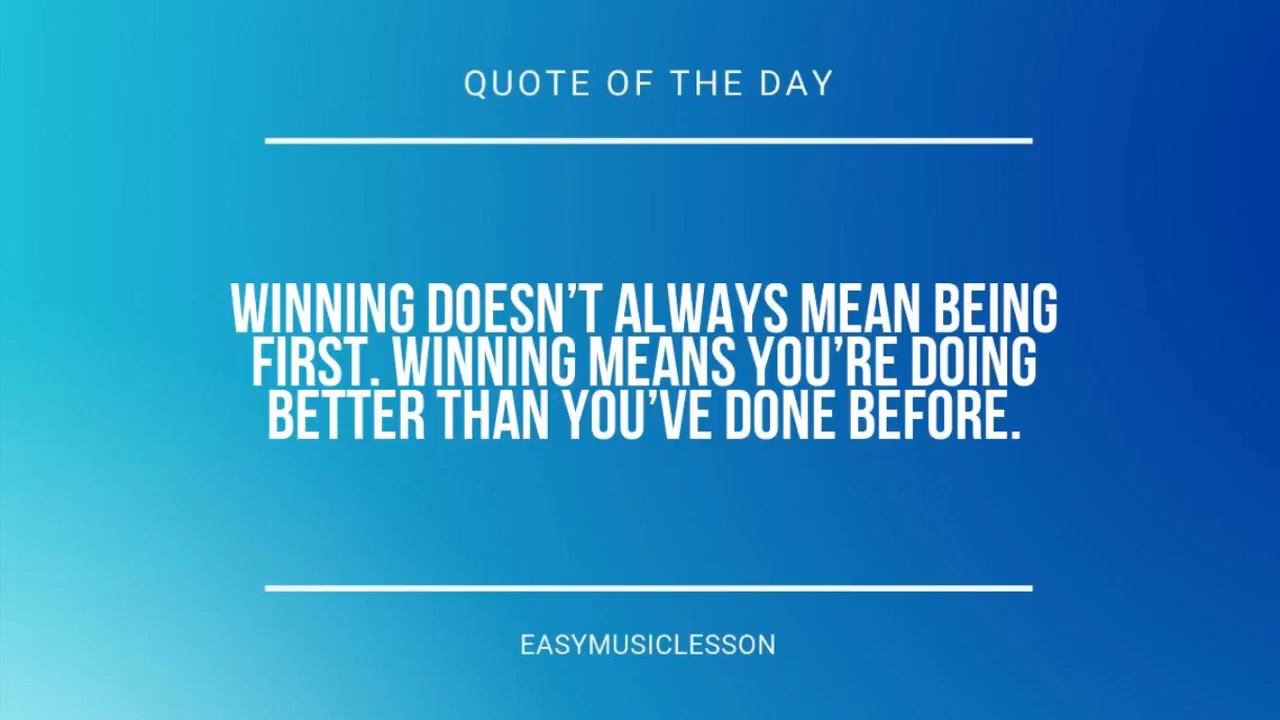 QUOTE OF THE DAY
WINNING DOESN’T ALWAYS MEAN BEING
FIRST. WINNING MEANS YOU’RE DOING
BETTER THAN YOU’VE DONE BEFORE.
EASYMUSICLESSON